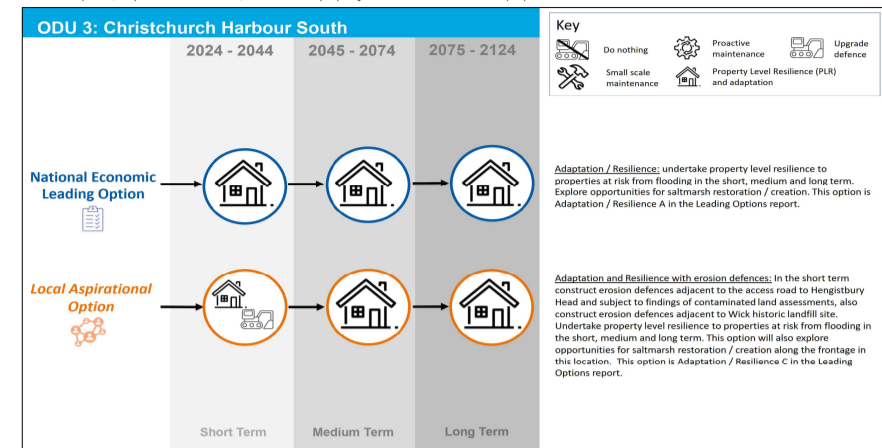 ODU 3: Christchurch Harbour South
2024 - 2044
2045 - 2074
2075 - 2124
Key
Do nothing
Proactive
maintenance
Upgrade
defence
Small scale
maintenance
Property Level Resilience (PLR)
and adaptation
National Economic
Leading Option
Adaptation / Resilience: undertake property level resilience to
properties at risk from flooding in the short, medium and long term.
Explore opportunities for saltmarsh restoration / creation. This option is
Adaptation / Resilience A in the Leading Options report.
Local Aspirational
Option
Adaptation and Resilience with erosion defences: In the short term
construct erosion defences adjacent to the access road to Hengistbury
Head and subject to findings of contaminated land assessments, also
construct erosion defences adjacent to Wick historic landfill site.
Undertake property level resilience to properties at risk from flooding in
the short, medium and long term. This option will also explore
opportunities for saltmarsh restoration / creation along the frontage in
this location. This option is Adaptation / Resilience C in the Leading
Options report.
Short Term
Medium Term
Long Term